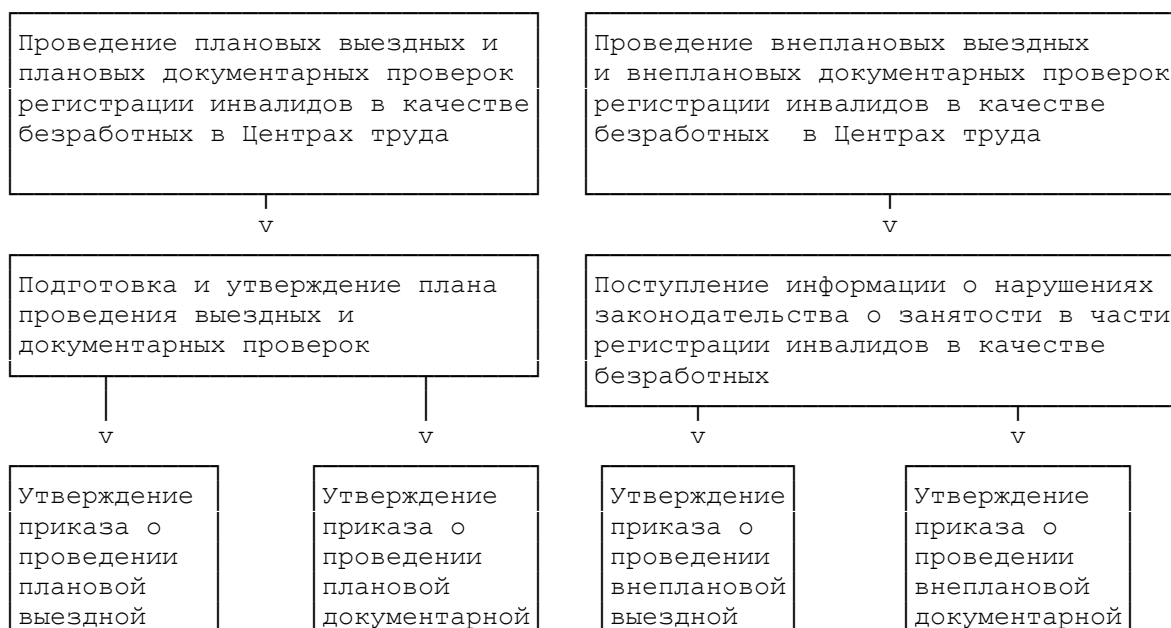 Проведение плановых выездных и
плановых документарных проверок
регистрации инвалидов в качестве
безработных в Центрах труда
Проведение внеплановых выездных
и внеплановых документарных проверок
регистрации инвалидов в качестве
безработных в Центрах труда
v
v
Подготовка и утверждение плана
проведения выездных и
документарных проверок
Поступление информации о нарушениях
законодательства о занятости в части
регистрации инвалидов в качестве
безработных
v
v
v
v
Утверждение
приказа о
проведении
плановой
выездной
Утверждение
приказа о
проведении
плановой
документарной
Утверждение
приказа о
проведении
внеплановой
выездной
Утверждение
приказа о
проведении
внеплановой
документарной